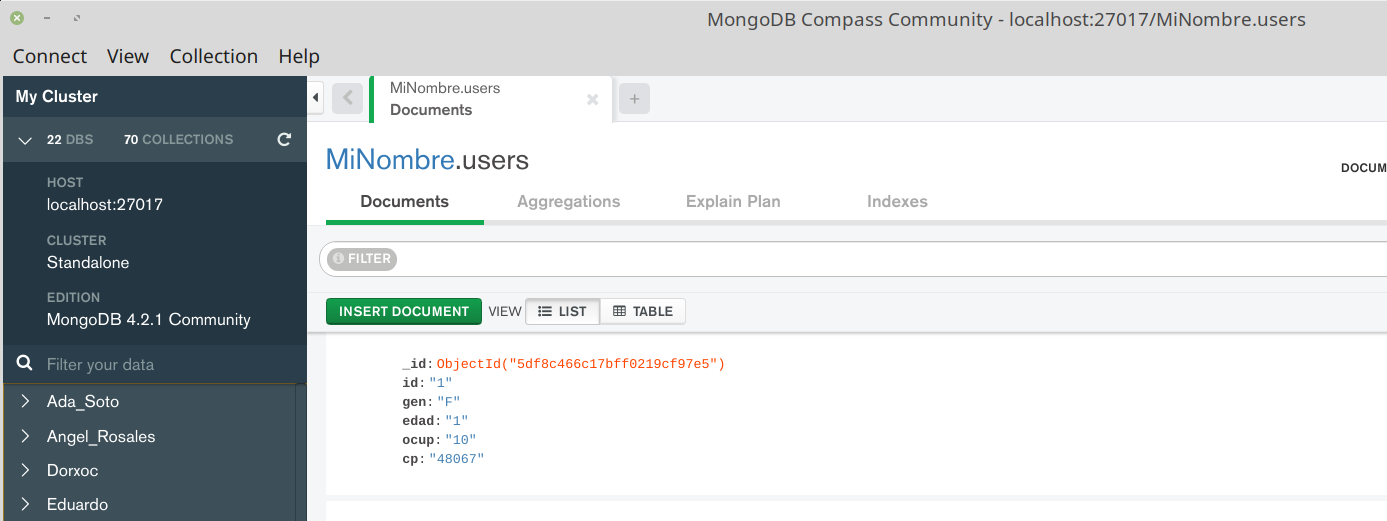 MongoDB Compass Community - localhost:27017/MiNombre.users
Connect View Collection Help
My Cluster
22 DBS 70 COLLECTIONS
HOST
localhost:27017
CLUSTER
Standalone
EDITION
MongoDB 4.2.1 Community
Filter your data
Ada_Soto
Angel_Rosales
Dorxoc
Eduardo
MiNombre.users
Documents
MiNombre.users
DOCUM
Documents Aggregations Explain Plan Indexes
FILTER
INSERT DOCUMENT VIEW LIST TABLE
_id: ObjectId("5df8c466c17bff0219cf97e5")
id: "1"
gen: "F"
edad: "1"
ocup: "10"
cp: "48067"